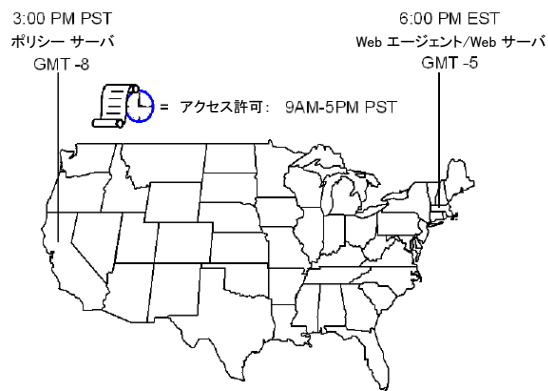 3:00 PM PST
ポリシー サーバ
GMT -8
6:00 PM EST
Web エージェント/Web サーバ
GMT -5
= アクセス許可: 9AM-5PM PST